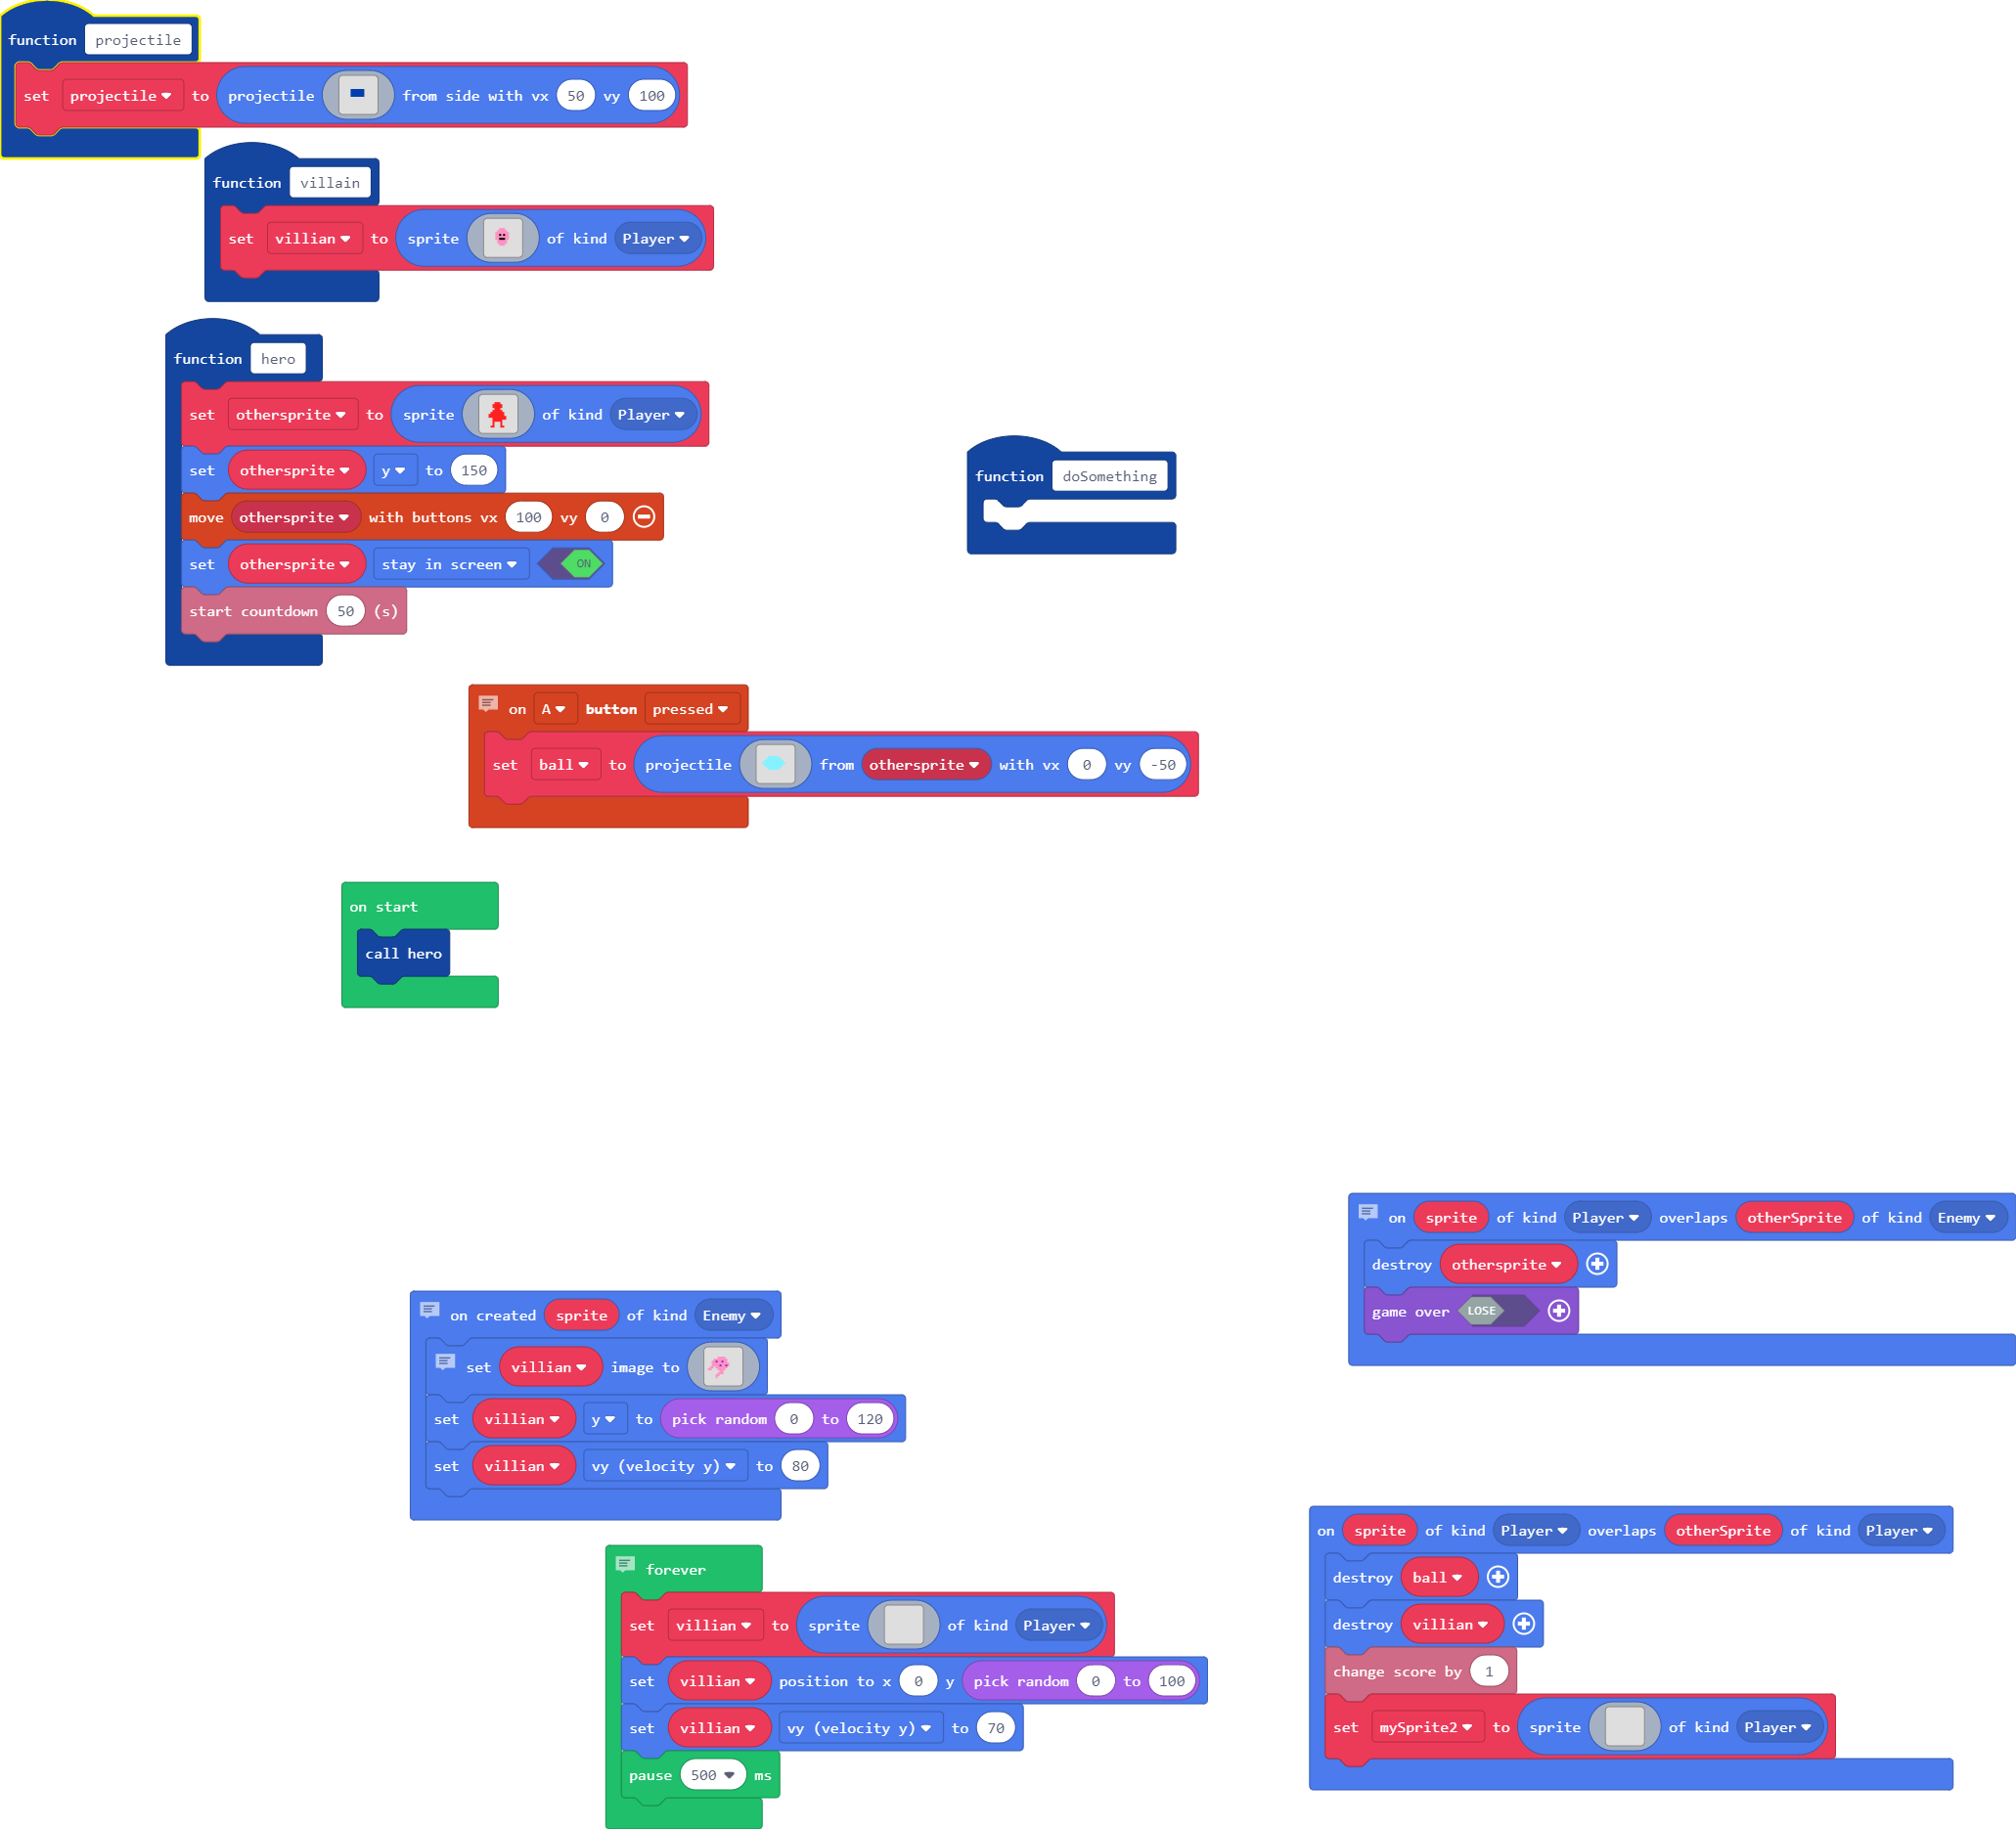 function projectile
set projectile to projectile from side with vx 50 vy 100
function villain
set villian to sprite of kind Player
function hero
set othersprite to sprite of kind Player
set othersprite y to 150
move othersprite with buttons vx 100 vy 0
set othersprite stay in screen ON
start countdown 50 (s)
function doSomething
on A button pressed
set ball to projectile from othersprite with vx 0 vy -50
on start
call hero
on sprite of kind Player overlaps otherSprite of kind Enemy
destroy othersprite
game over LOSE
on created sprite of kind Enemy
set villian image to
set villian y to pick random 0 to 120
set villian vy (velocity y) to 80
on sprite of kind Player overlaps otherSprite of kind Player
destroy ball
destroy villian
change score by 1
set mySprite2 to sprite of kind Player
forever
set villian to sprite of kind Player
set villian position to x 0 y pick random 0 to 100
set villian vy (velocity y) to 70
pause 500 ms